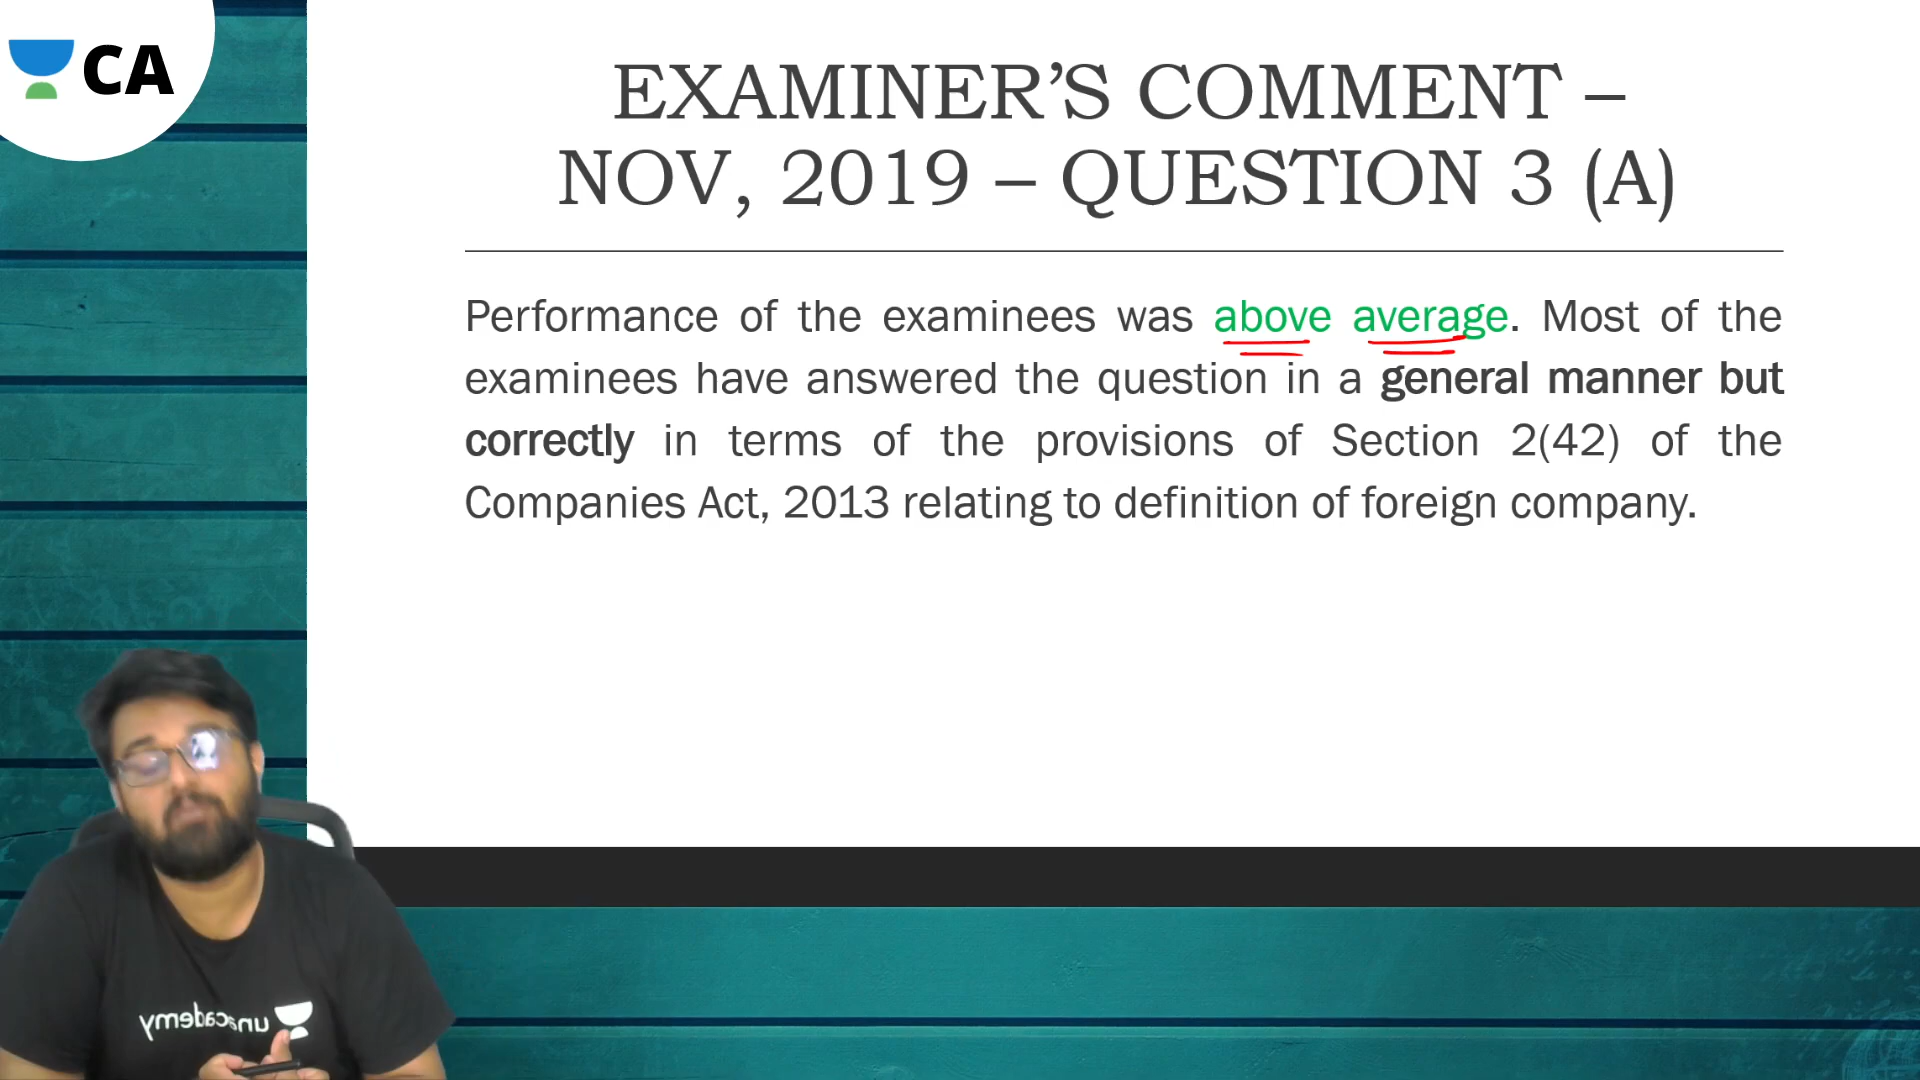 CA
EXAMINER’S COMMENT –
NOV, 2019 – QUESTION 3 (A)
Performance of the examinees was above average. Most of the
examinees have answered the question in a general manner but
correctly in terms of the provisions of Section 2(42) of the
Companies Act, 2013 relating to definition of foreign company.
unacademy